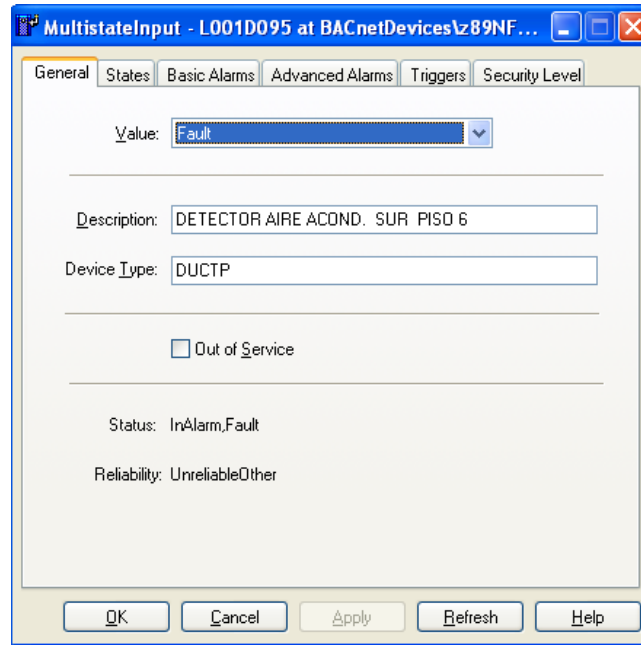 MultistateInput - L001D095 at BACnetDevices\z89NF...
General States Basic Alarms Advanced Alarms Triggers Security Level
Value: Fault
Description: DETECTOR AIRE ACOND. SUR PISO 6
Device Type: DUCTP
Out of Service
Status: InAlarm,Fault
Reliability: UnreliableOther
OK Cancel Apply Refresh Help